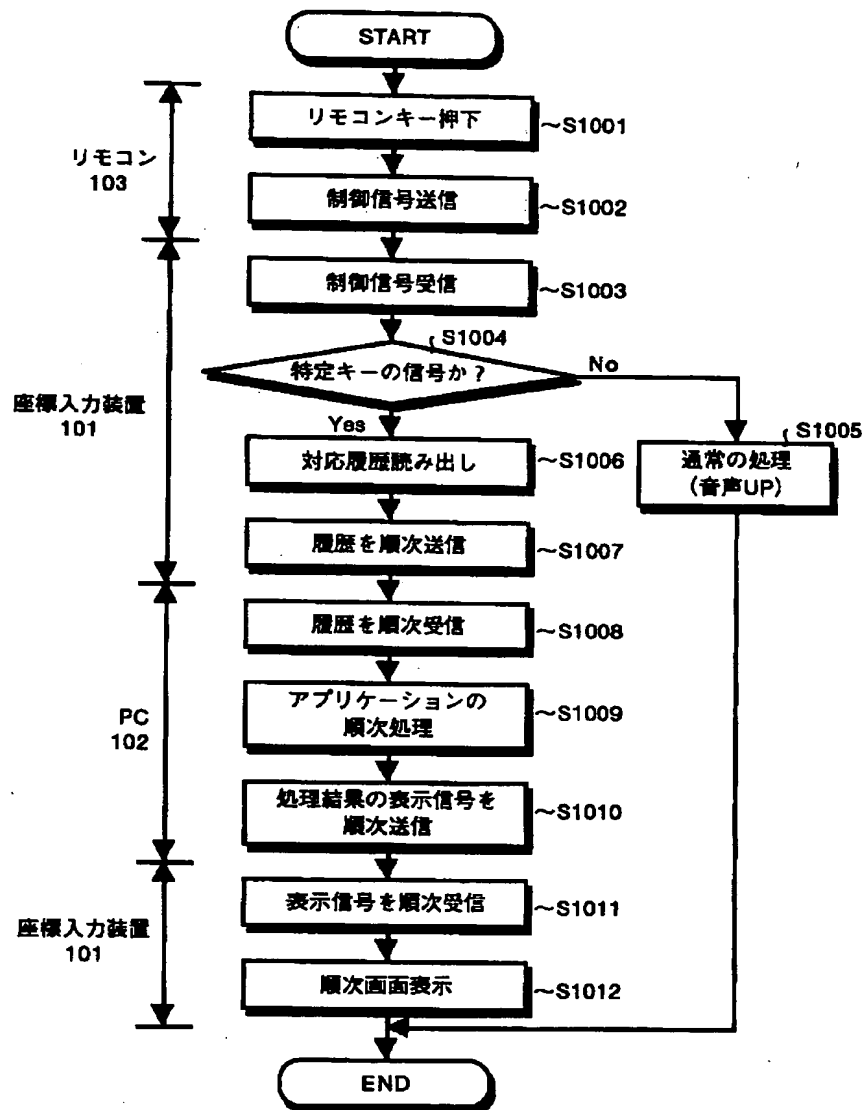 START
リモコンキー押下
~S1001
リモコン
103
制御信号送信
~S1002
制御信号受信
~S1003
S1004
特定キーの信号か?
No
座標入力装置
101
Yes
S1005
対応履歴読み出し
~S1006
通常の処理
(音声UP)
履歴を順次送信
~S1007
履歴を順次受信
~S1008
PC
102
アプリケーションの
順次処理
~S1009
処理結果の表示信号を
順次送信
~S1010
座標入力装置
101
表示信号を順次受信
~S1011
順次画面表示
~S1012
END